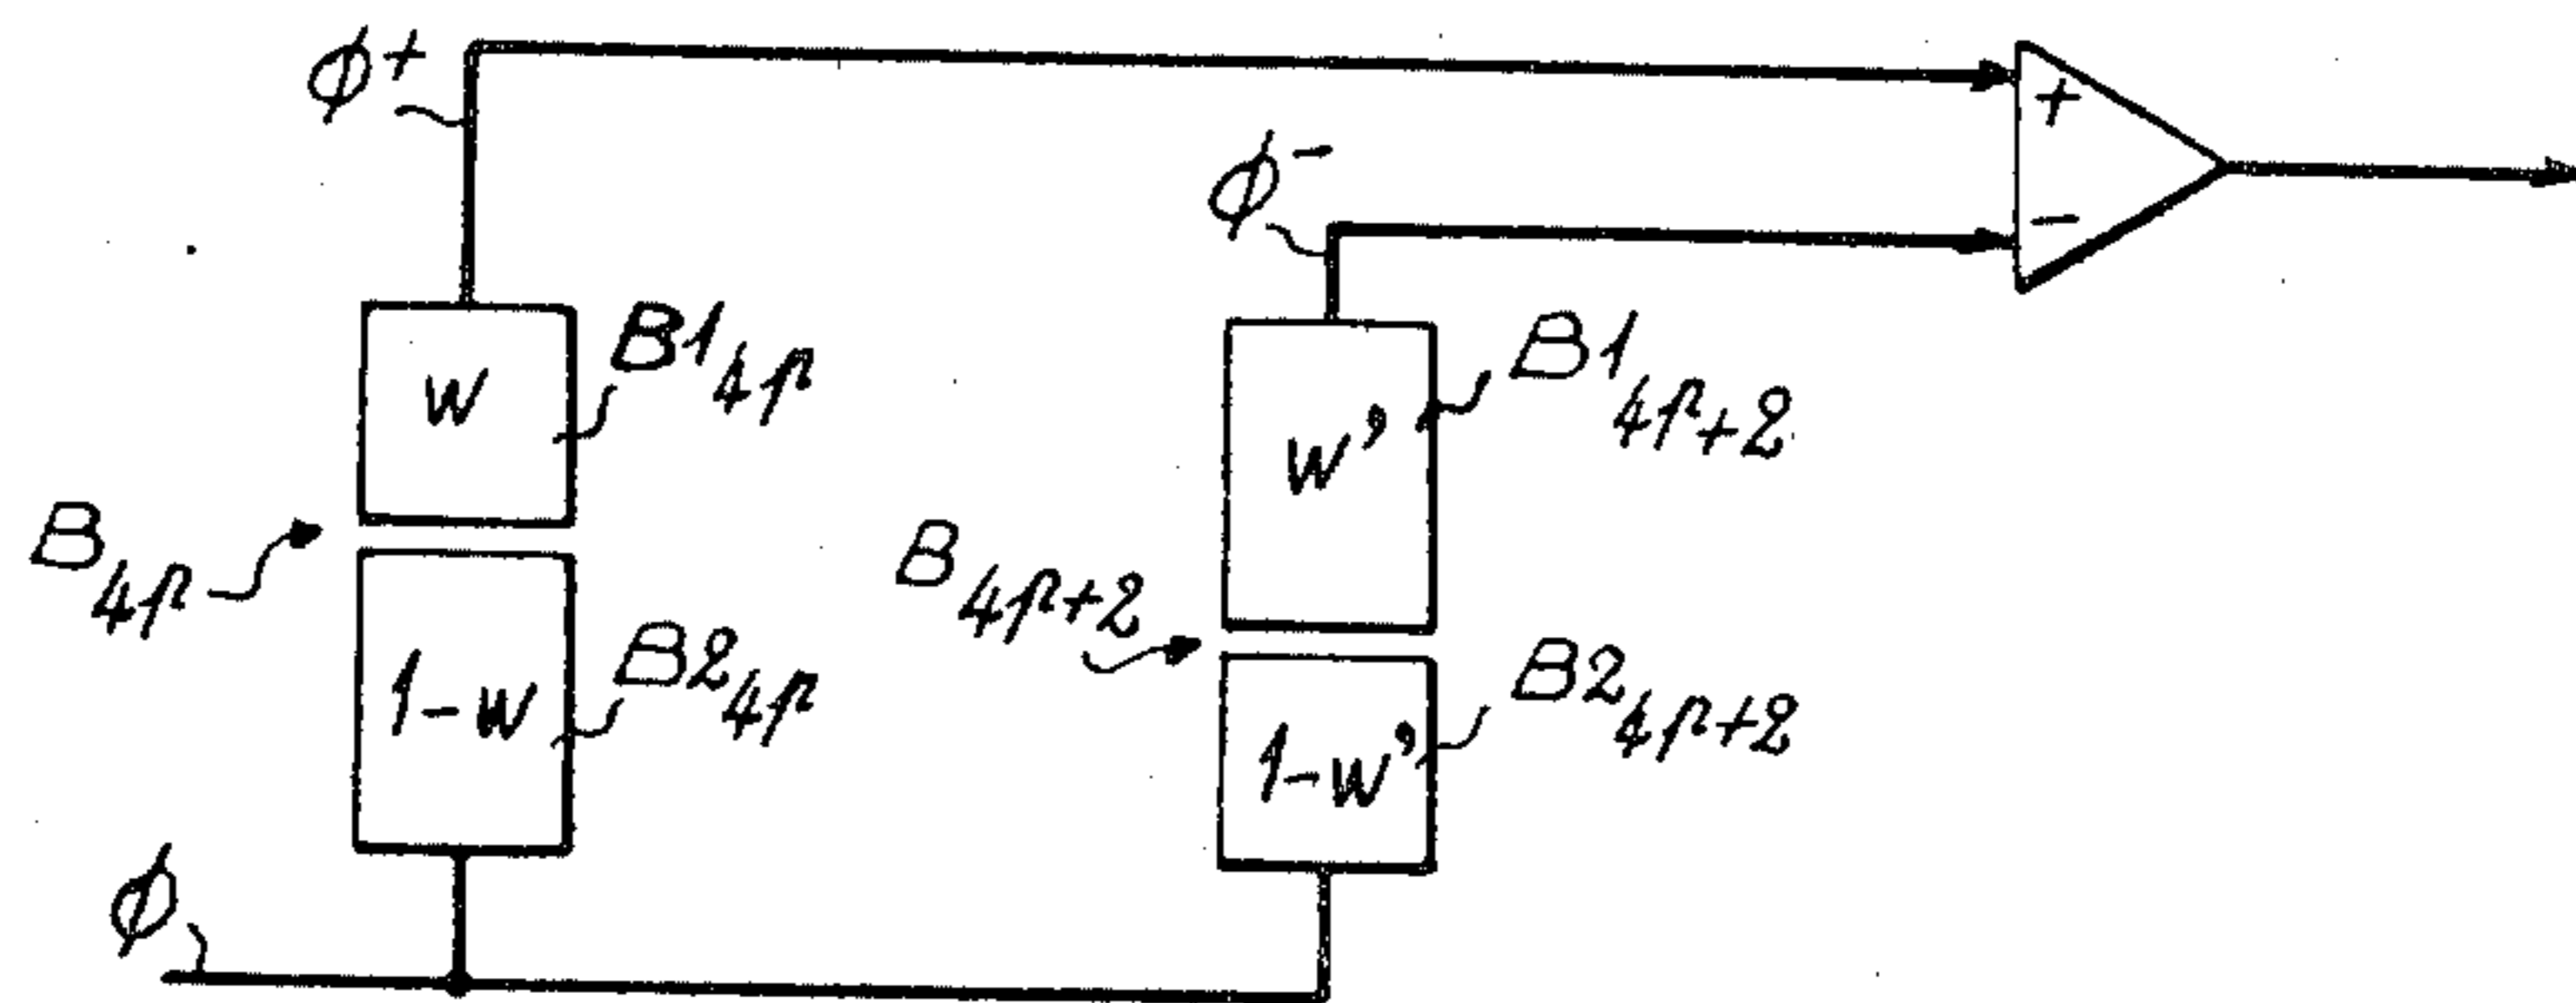 ϕ+
ϕ-
+
-
W
B1 4p
W'
B1 4p+2
B 4p
B 4p+2
1-W
B2 4p
1-W'
B2 4p+2
ϕ